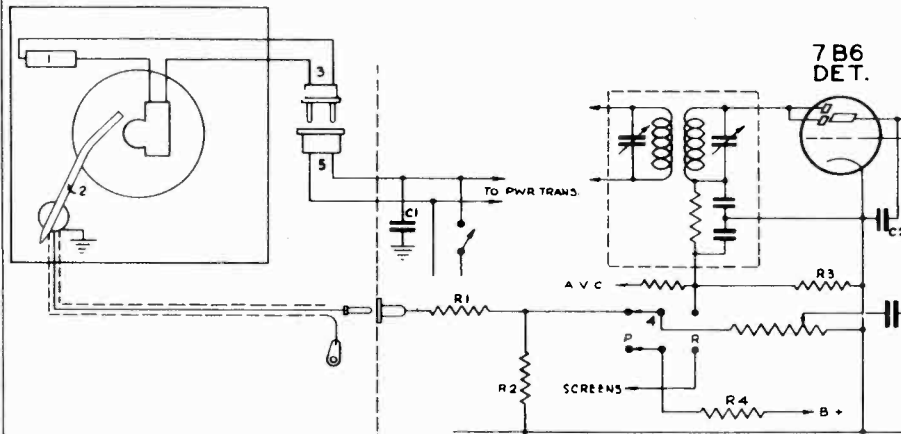 7B6
DET.
1
3
2
5
TO PWR TRANS.
C1
AVC
R3
R1
4
P
R
R2
SCREENS
R4
B +